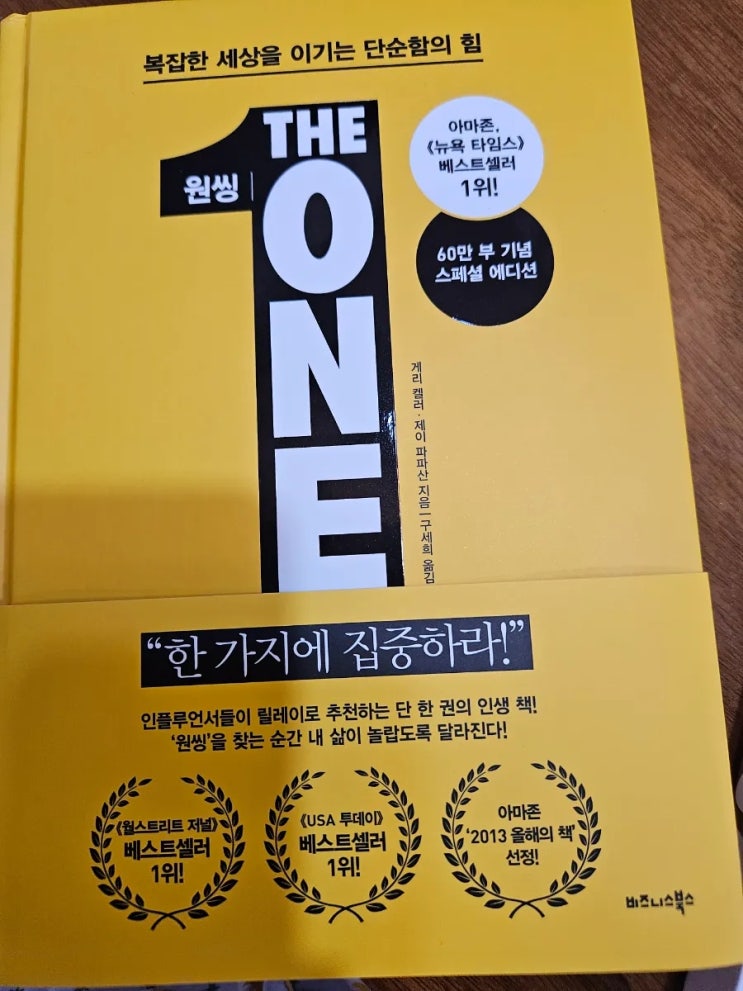 복잡한 세상을 이기는 단순함의 힘
THE
원씽
ONE
아마존,
《뉴욕 타임스》
베스트셀러
1위!
60만 부 기념
스페셜 에디션
게리 켈러·제이 파파산 지음 | 구세희 옮김
“한 가지에 집중하라!”
인플루언서들이 릴레이로 추천하는 단 한 권의 인생 책!
‘원씽’을 찾는 순간 내 삶이 놀랍도록 달라진다!
《월스트리트 저널》
베스트셀러
1위!
《USA 투데이》
베스트셀러
1위!
아마존
‘2013 올해의 책’
선정!
비즈니스북스